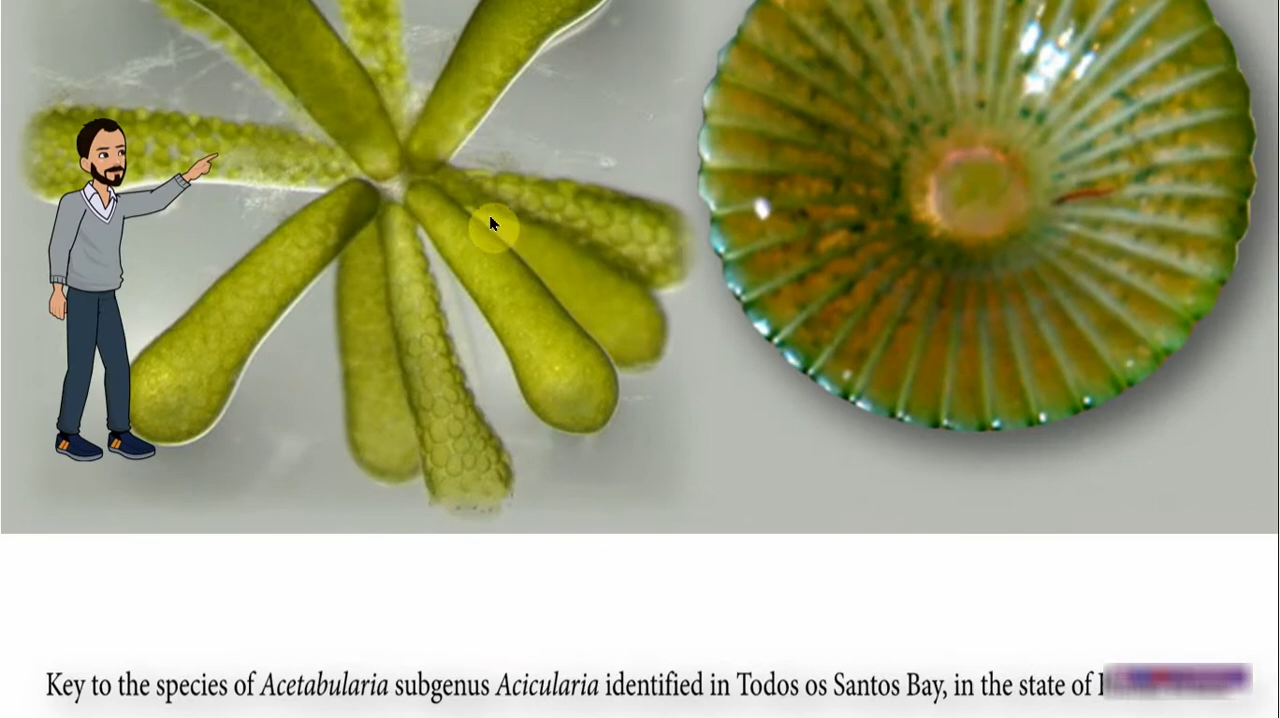 Key to the species of Acetabularia subgenus Acicularia identified in Todos os Santos Bay, in the state of